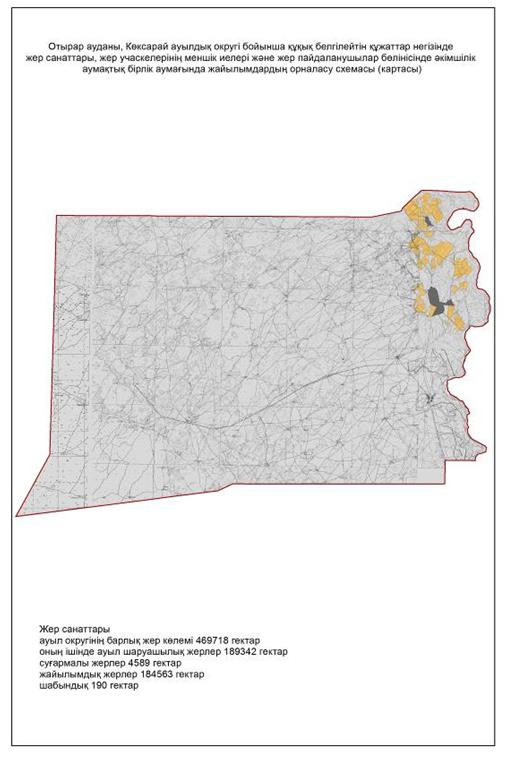 Отырар ауданы, Көксарай ауылдық округі бойынша құқық белгілейтін құжаттар негізінде
жер санаттары, жер учаскелерінің меншік иелері және жер пайдаланушылар бөлінісінде әкімшілік
аумақтық бірлік аумағында жайылымдардың орналасу схемасы (картасы)
Жер санаттары
ауыл округінің барлық жер көлемі 469718 гектар
оның ішінде ауыл шаруашылық жерлер 189342 гектар
суғармалы жерлер 4589 гектар
жайылымдық жерлер 184563 гектар
шабындық 190 гектар